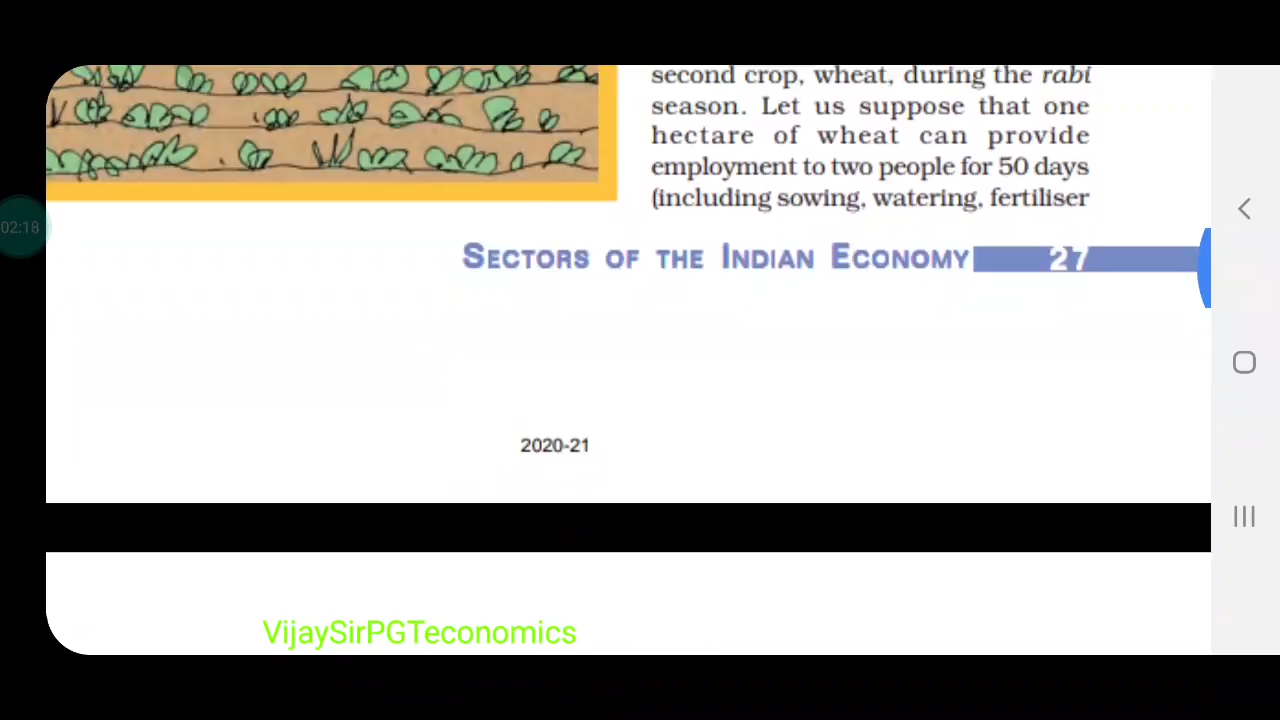 second crop, wheat, during the rabi
season. Let us suppose that one
hectare of wheat can provide
employment to two people for 50 days
(including sowing, watering, fertiliser
02:18
SECTORS OF THE INDIAN ECONOMY 27
2020-21
VijaySirPGTeconomics